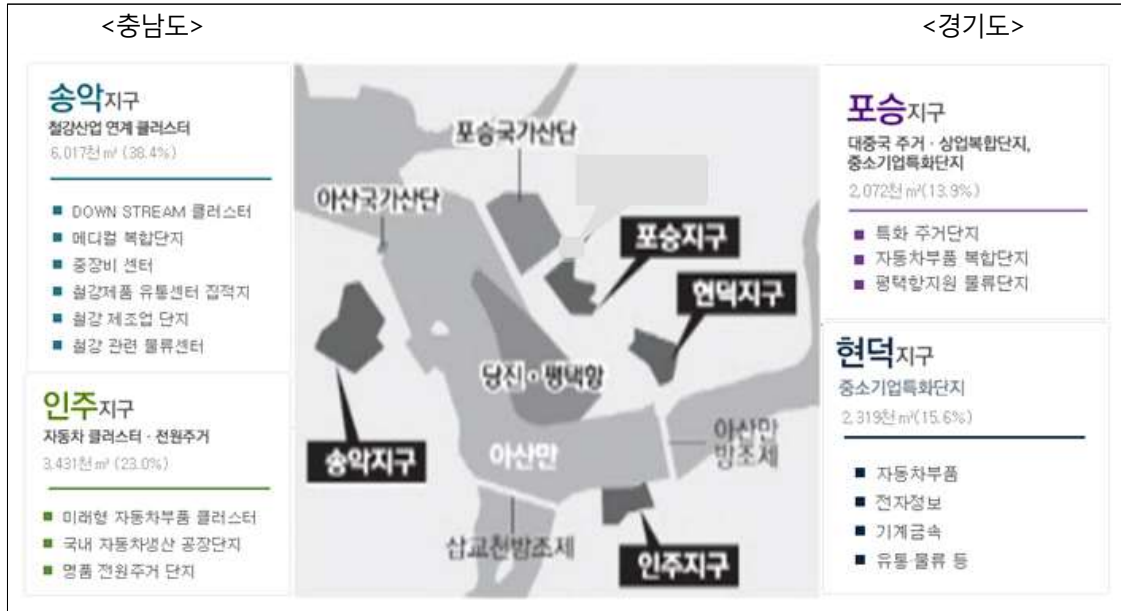 <충남도>
<경기도>
송악지구
철강산업 연계 클러스터
6,017천㎡ (38.4%)
■ DOWN STREAM 클러스터
■ 메디컬 복합단지
■ 중장비 센터
■ 철강제품 유통센터 집적지
■ 철강 제조업 단지
■ 철강 관련 물류센터
인주지구
자동차 클러스터 · 전원주거
3,431천㎡ (23.0%)
■ 미래형 자동차부품 클러스터
■ 국내 자동차생산 공장단지
■ 명품 전원주거 단지
포승국가산단
아산국가산단
포승지구
현덕지구
당진 · 평택항
송악지구
아산만
아산만
방조제
삽교천방조제
인주지구
포승지구
대중국 주거 · 상업복합단지,
중소기업특화단지
2,072천㎡(13.9%)
■ 특화 주거단지
■ 자동차부품 복합단지
■ 평택항지원 물류단지
현덕지구
중소기업특화단지
2,319천㎡(15.6%)
■ 자동차부품
■ 전자정보
■ 기계금속
■ 유통·물류 등